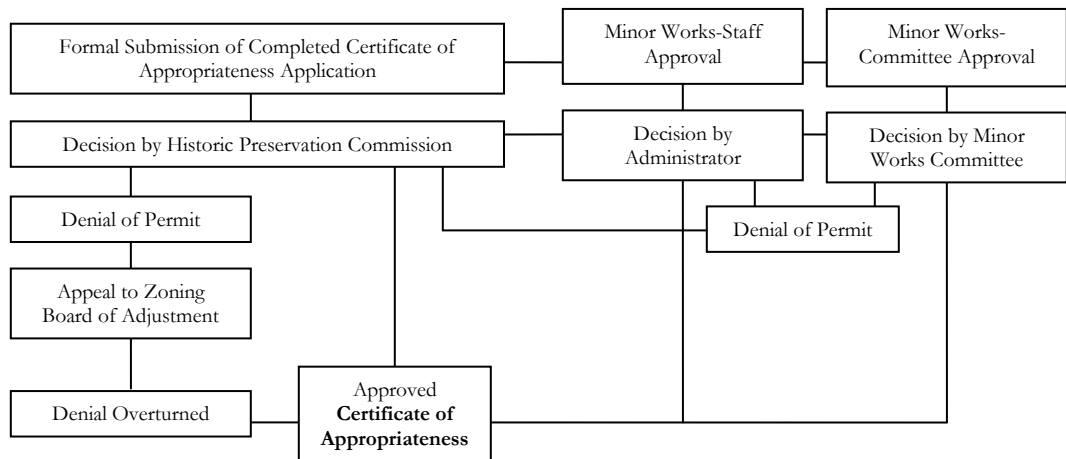 Formal Submission of Completed Certificate of
Appropriateness Application
Minor Works-Staff
Approval
Minor Works-
Committee Approval
Decision by Historic Preservation Commission
Decision by
Administrator
Decision by Minor
Works Committee
Denial of Permit
Denial of Permit
Appeal to Zoning
Board of Adjustment
Denial Overturned
Approved
Certificate of
Appropriateness